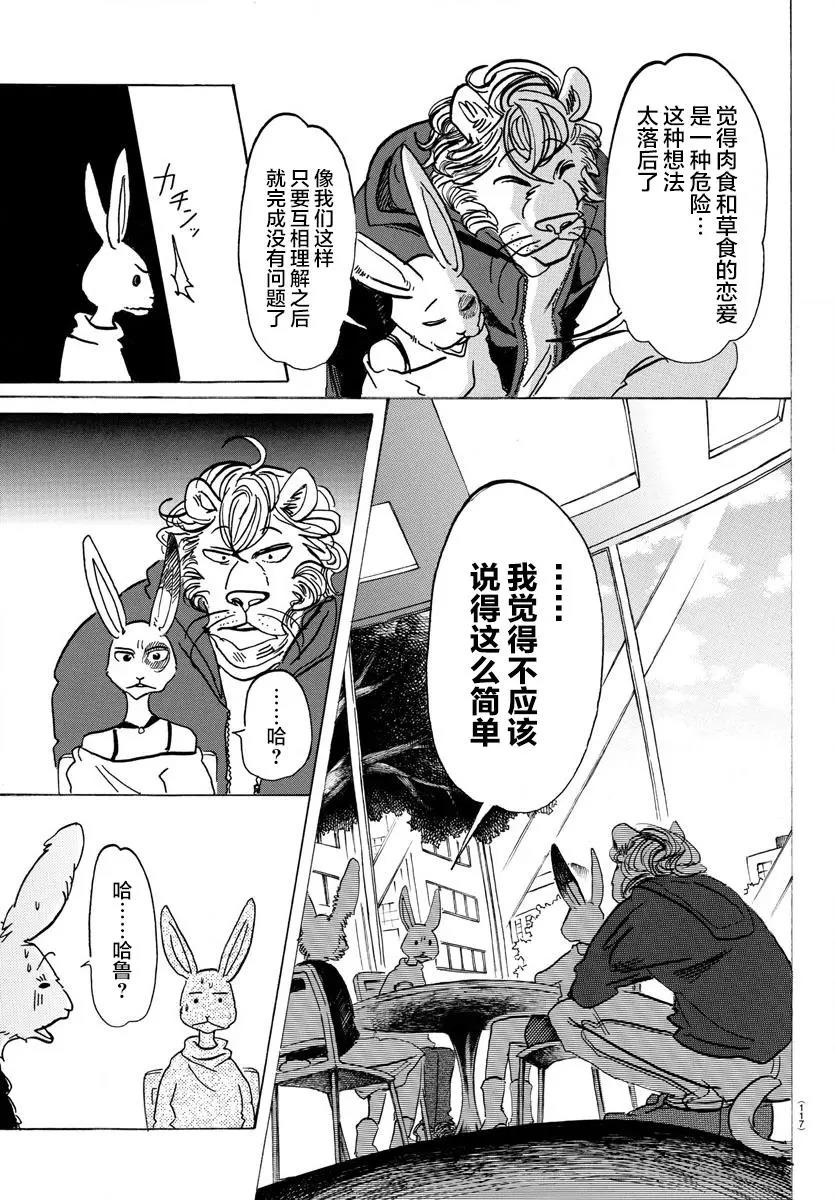 觉得肉食和草食的恋爱
是一种危险…
这种想法
太落后了
像我们这样
只要互相理解之后
就完成没有问题了
カチンッ
……
我觉得不应该
说得这么简单
……哈？
哈……哈鲁？
(117)